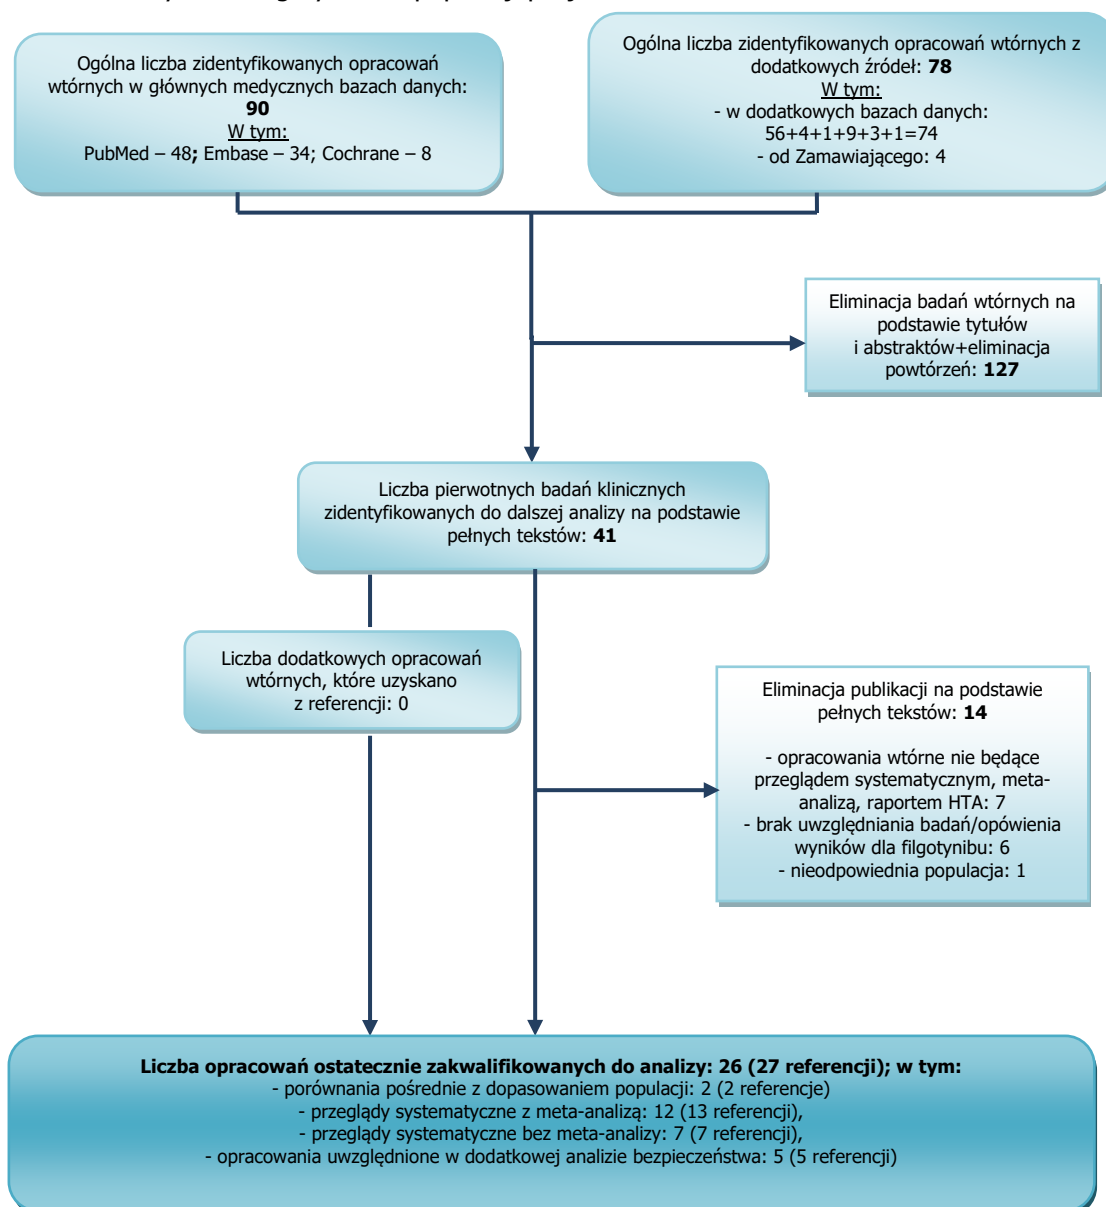 Ogólna liczba zidentyfikowanych opracowań
wtórnych w głównych medycznych bazach danych:
90
W tym:
PubMed – 48; Embase – 34; Cochrane – 8
Ogólna liczba zidentyfikowanych opracowań wtórnych z
dodatkowych źródeł: 78
W tym:
- w dodatkowych bazach danych:
56+4+1+9+3+1=74
- od Zamawiającego: 4
Eliminacja badań wtórnych na
podstawie tytułów
i abstraktów+eliminacja
powtórzeń: 127
Liczba pierwotnych badań klinicznych
zidentyfikowanych do dalszej analizy na podstawie
pełnych tekstów: 41
Liczba dodatkowych opracowań
wtórnych, które uzyskano
z referencji: 0
Eliminacja publikacji na podstawie
pełnych tekstów: 14
- opracowania wtórne nie będące
przeglądem systematycznym, meta-
analizą, raportem HTA: 7
- brak uwzględniania badań/opówienia
wyników dla filgotynibu: 6
- nieodpowiednia populacja: 1
Liczba opracowań ostatecznie zakwalifikowanych do analizy: 26 (27 referencji); w tym:
- porównania pośrednie z dopasowaniem populacji: 2 (2 referencje)
- przeglądy systematyczne z meta-analizą: 12 (13 referencji),
- przeglądy systematyczne bez meta-analizy: 7 (7 referencji),
- opracowania uwzględnione w dodatkowej analizie bezpieczeństwa: 5 (5 referencji)